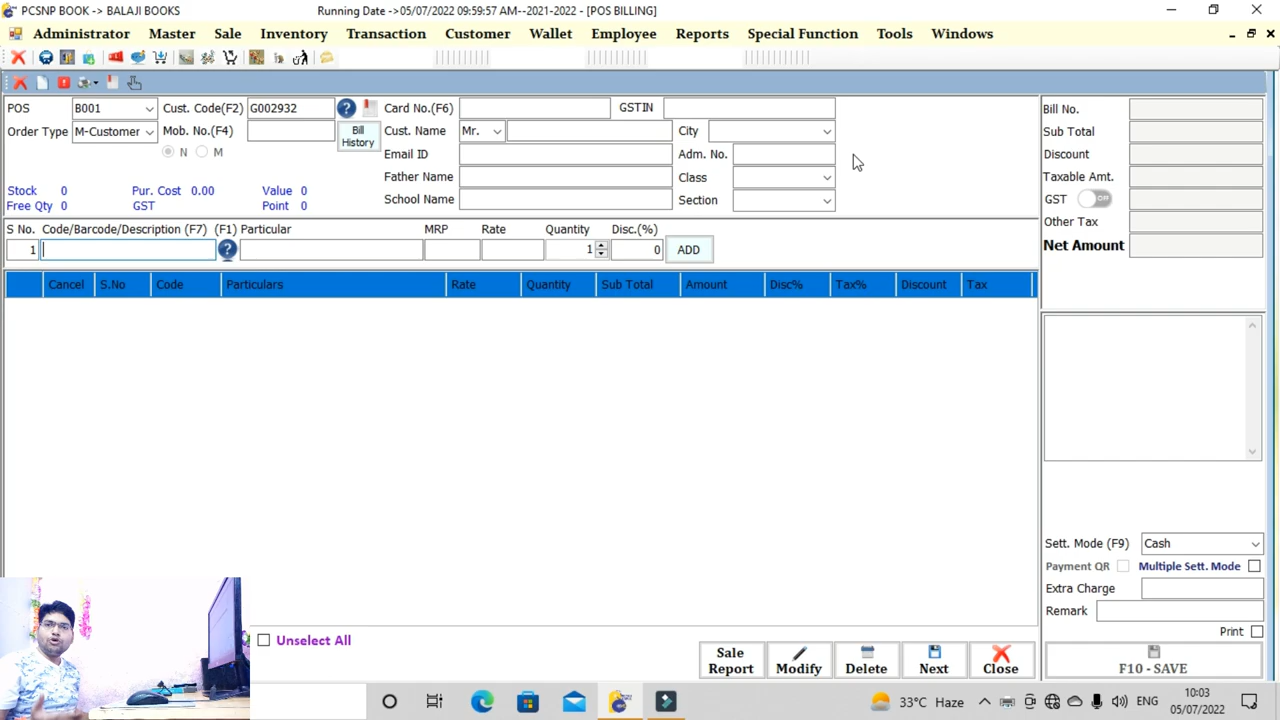 PCSNP BOOK -> BALAJI BOOKS Running Date ->05/07/2022 09:59:57 AM--2021-2022 - [POS BILLING]
Administrator Master Sale Inventory Transaction Customer Wallet Employee Reports Special Function Tools Windows
POS B001 Cust. Code(F2) G002932 Card No.(F6) GSTIN
Order Type M-Customer Mob. No.(F4) Bill History Cust. Name Mr. City
N M Email ID Adm. No.
Father Name Class
Stock 0 Pur. Cost 0.00 Value 0 School Name Section
Free Qty 0 GST Point 0
Bill No.
Sub Total
Discount
Taxable Amt.
GST OFF
Other Tax
Net Amount
S No. Code/Barcode/Description (F7) (F1) Particular MRP Rate Quantity Disc.(%)
1 1 0 ADD
Cancel S.No Code Particulars Rate Quantity Sub Total Amount Disc% Tax% Discount Tax
Sett. Mode (F9) Cash
Payment QR Multiple Sett. Mode
Extra Charge
Remark
Print
Unselect All
Sale Report Modify Delete Next Close F10 - SAVE
33°C Haze ENG 10:03
05/07/2022